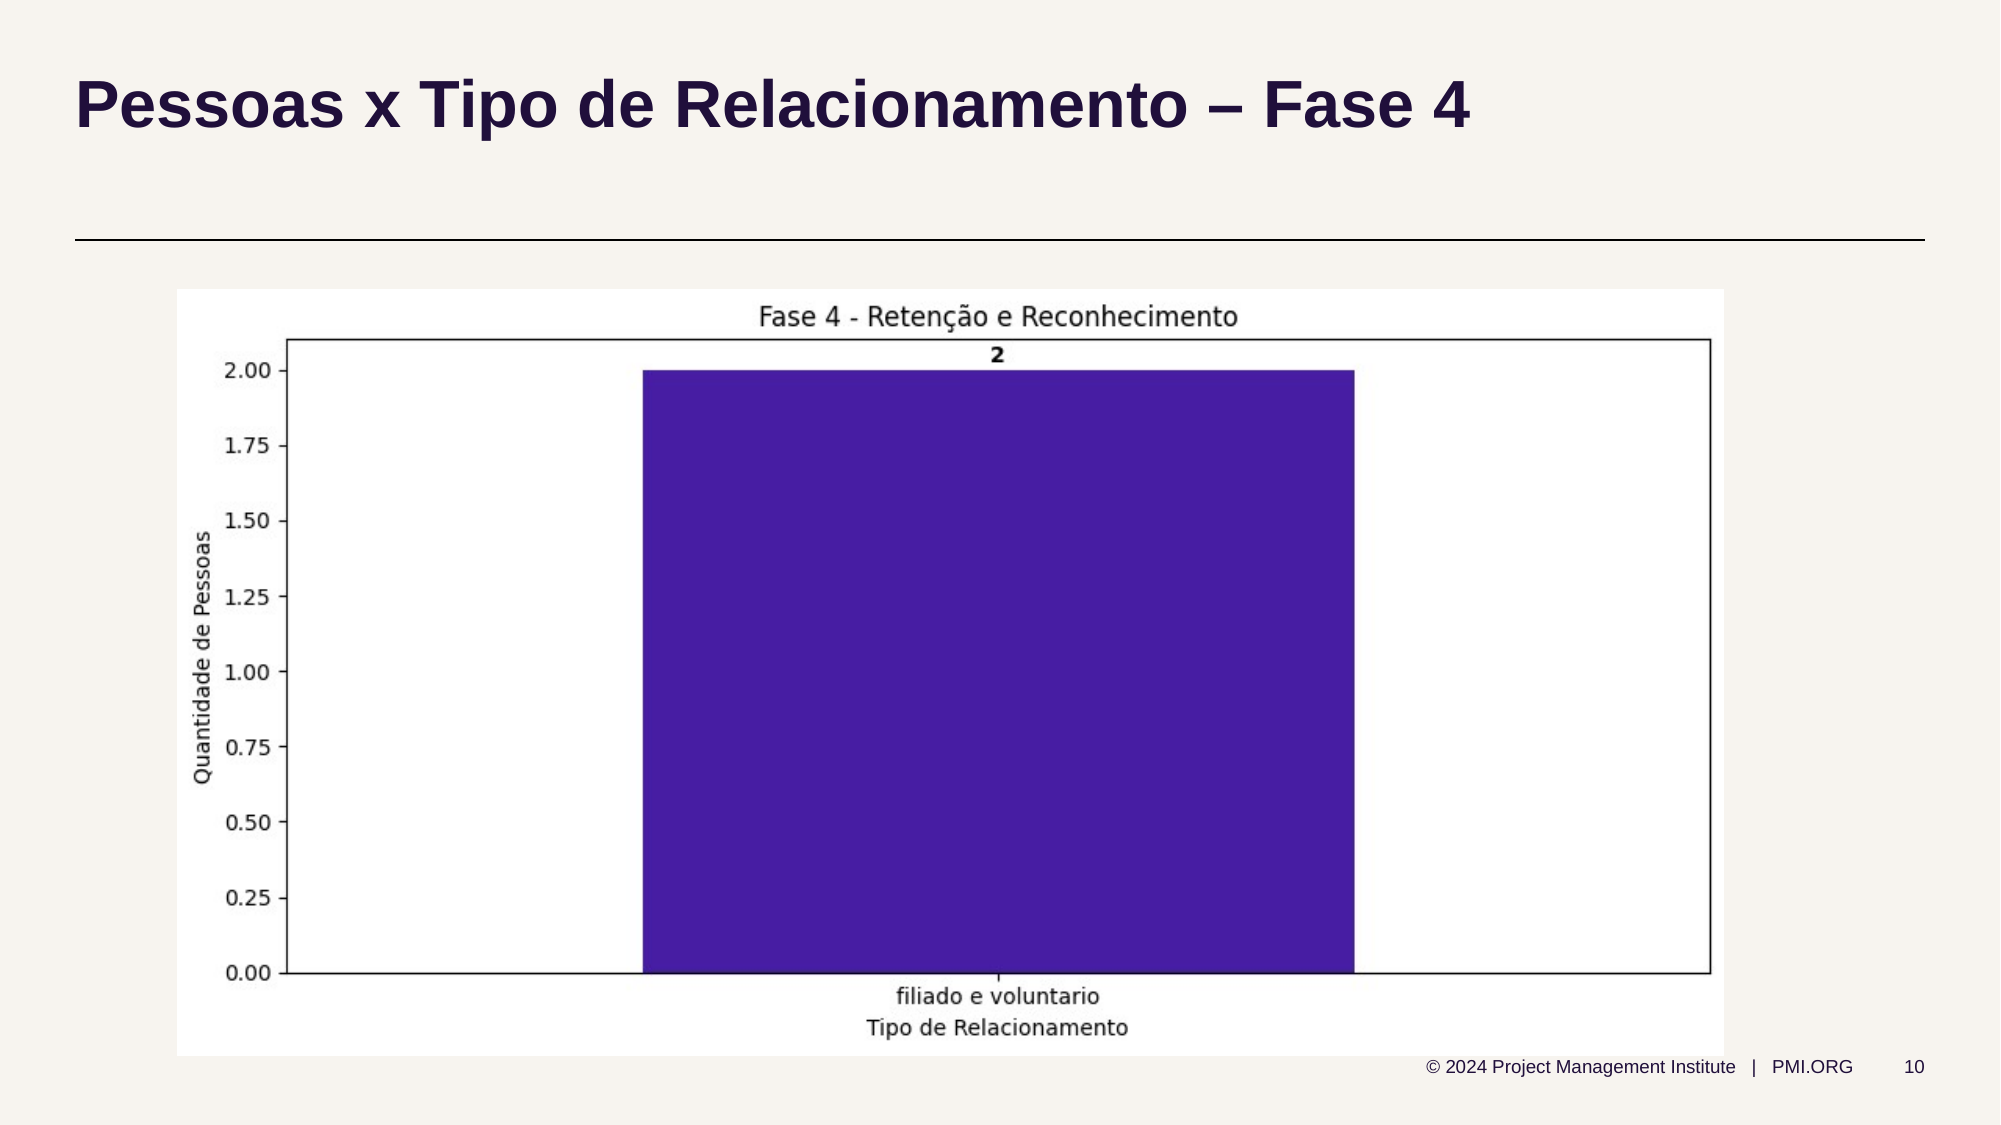 Pessoas x Tipo de Relacionamento – Fase 4
Fase 4 - Retenção e Reconhecimento
2
2.00
1.75
1.50
1.25
1.00
0.75
0.50
0.25
0.00
Quantidade de Pessoas
filiado e voluntario
Tipo de Relacionamento
© 2024 Project Management Institute | PMI.ORG 10